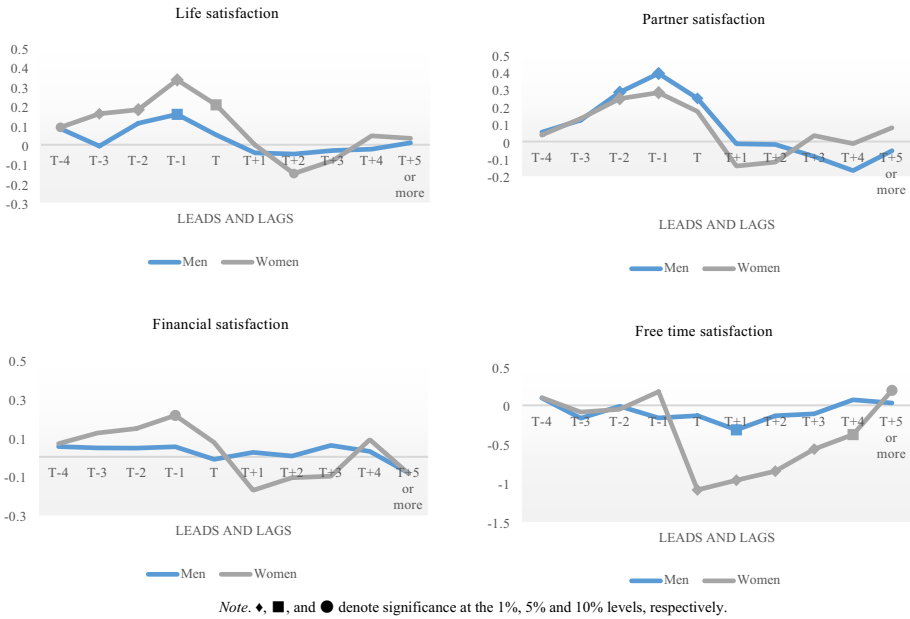 Life satisfaction
0.5
0.4
0.3
0.2
0.1
0
-0.1
-0.2
-0.3
T-4 T-3 T-2 T-1 T T+1 T+2 T+3 T+4 T+5
or
more
LEADS AND LAGS
Men Women
Partner satisfaction
0.5
0.4
0.3
0.2
0.1
0
-0.1
-0.2
T-4 T-3 T-2 T-1 T T+1 T+2 T+3 T+4 T+5
or
more
LEADS AND LAGS
Men Women
Financial satisfaction
0.5
0.3
0.1
-0.1
-0.3
T-4 T-3 T-2 T-1 T T+1 T+2 T+3 T+4 T+5
or
more
LEADS AND LAGS
Men Women
Free time satisfaction
0.5
0
-0.5
-1
-1.5
T-4 T-3 T-2 T-1 T T+1 T+2 T+3 T+4 T+5
or
more
LEADS AND LAGS
Men Women
Note. ♦, ■, and ● denote significance at the 1%, 5% and 10% levels, respectively.